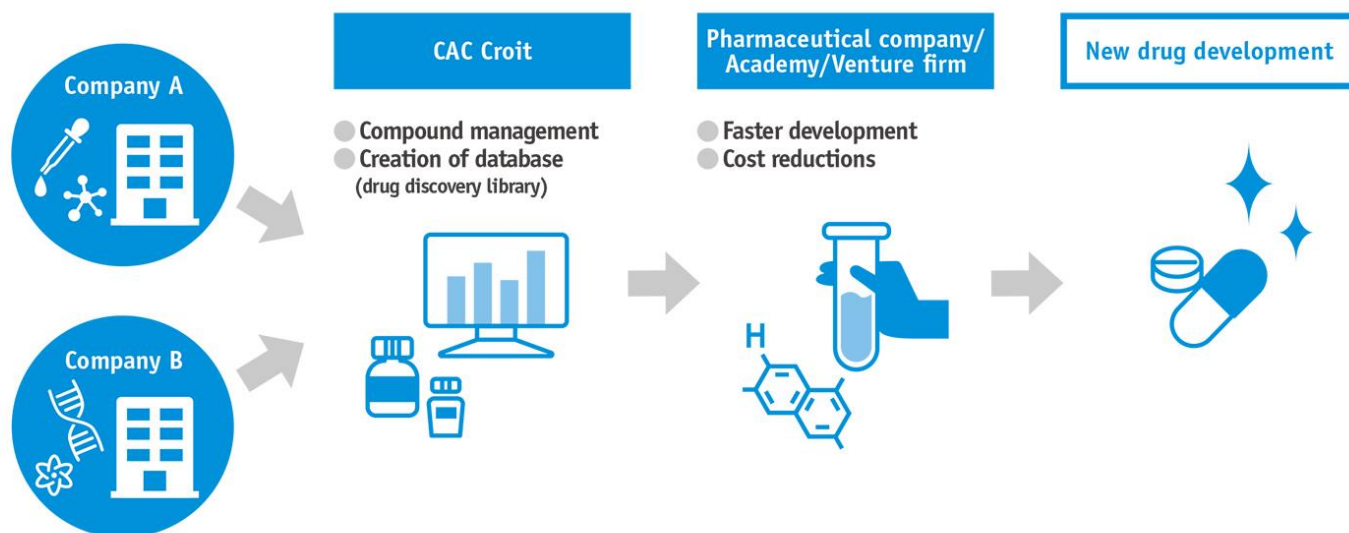 Company A
Company B
CAC Croit
Compound management
Creation of database
(drug discovery library)
Pharmaceutical company/
Academy/Venture firm
Faster development
Cost reductions
H
New drug development